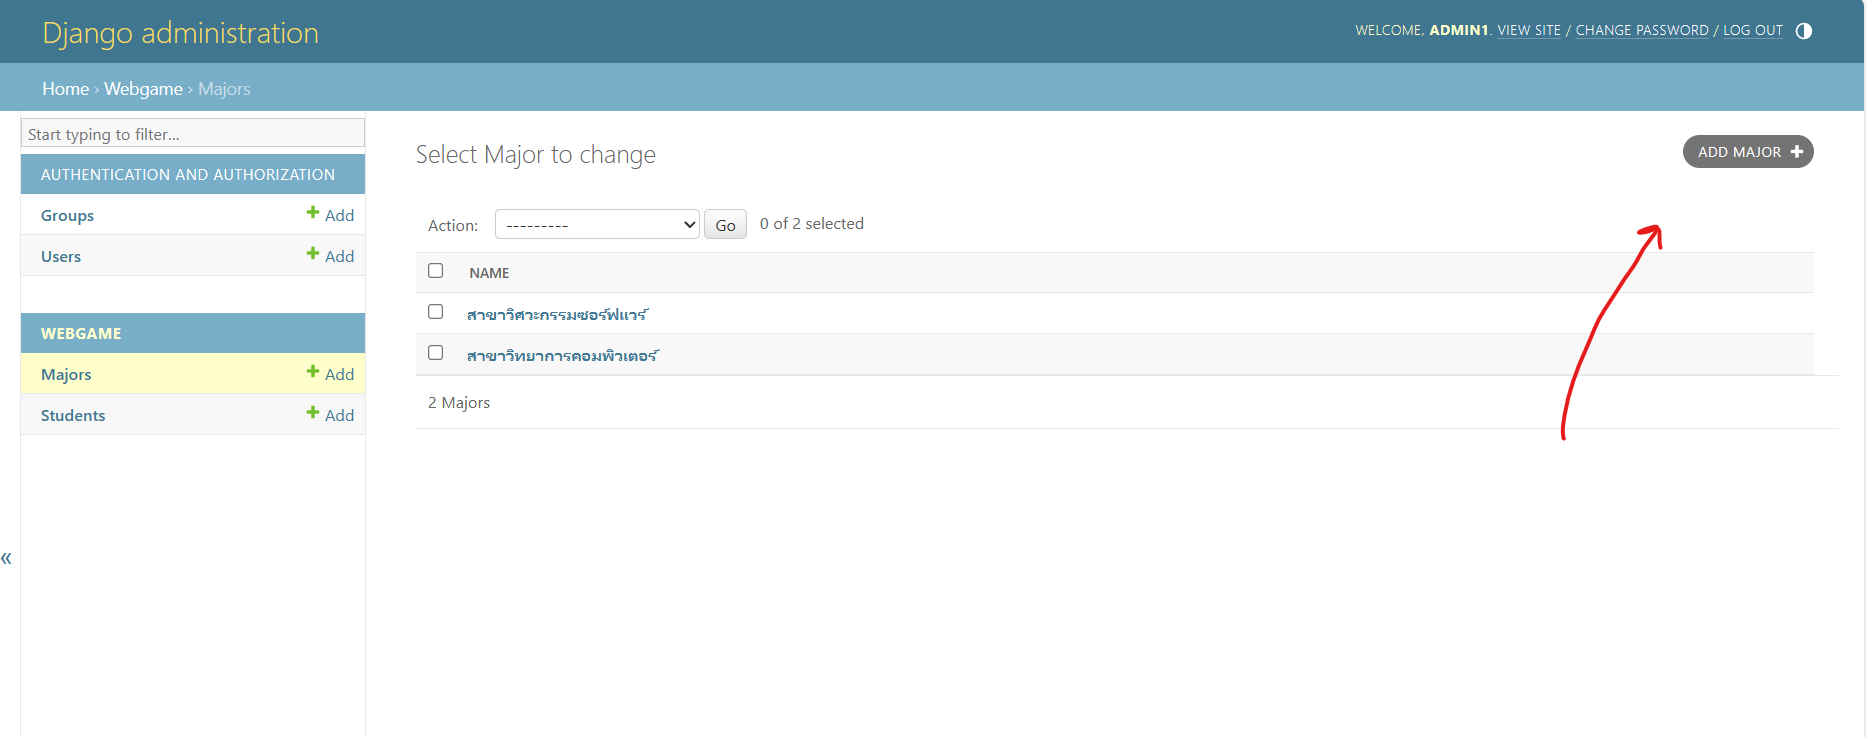 Django administration
WELCOME, ADMIN1. VIEW SITE / CHANGE PASSWORD / LOG OUT
Home › Webgame › Majors
Start typing to filter...
AUTHENTICATION AND AUTHORIZATION
Groups + Add
Users + Add
WEBGAME
Majors + Add
Students + Add
«
Select Major to change
ADD MAJOR +
Action: --------- Go 0 of 2 selected
NAME
สาขาวิศวะกรรมซอร์ฟแวร์
สาขาวิทยาการคอมพิวเตอร์
2 Majors